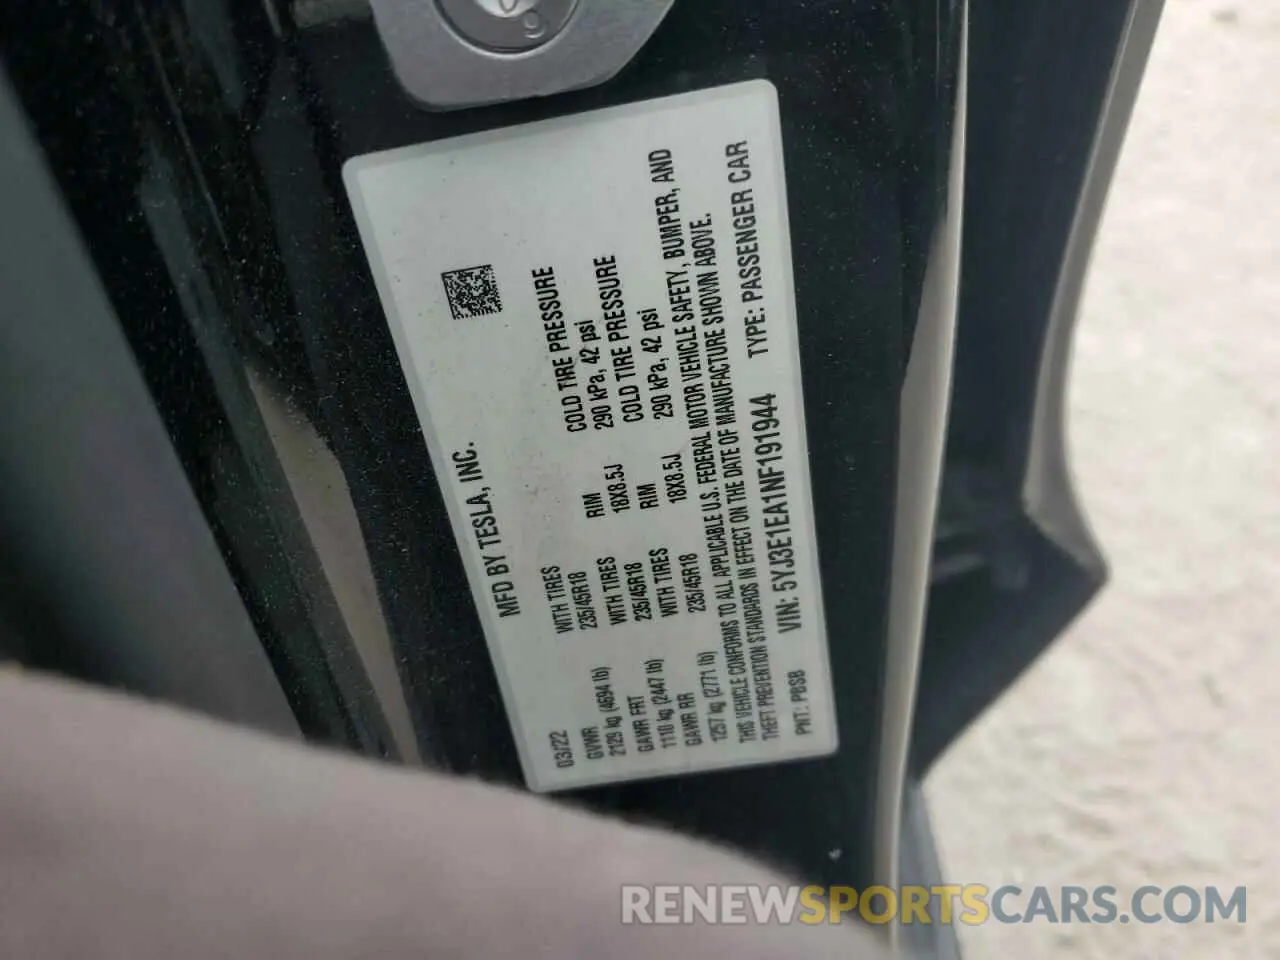 MFD BY TESLA, INC.
03/22
GVWR WITH TIRES RIM COLD TIRE PRESSURE
2129 kg (4694 lb) 235/45R18 18X8.5J 290 kPa, 42 psi
GAWR FRT WITH TIRES RIM COLD TIRE PRESSURE
1110 kg (2447 lb) 235/45R18 18X8.5J 290 kPa, 42 psi
GAWR RR WITH TIRES
1257 kg (2771 lb) 235/45R18
THIS VEHICLE CONFORMS TO ALL APPLICABLE U.S. FEDERAL MOTOR VEHICLE SAFETY, BUMPER, AND
THEFT PREVENTION STANDARDS IN EFFECT ON THE DATE OF MANUFACTURE SHOWN ABOVE.
PNT: PBSB VIN: 5YJ3E1EA1NF191944 TYPE: PASSENGER CAR
RENEWSPORTSCARS.COM